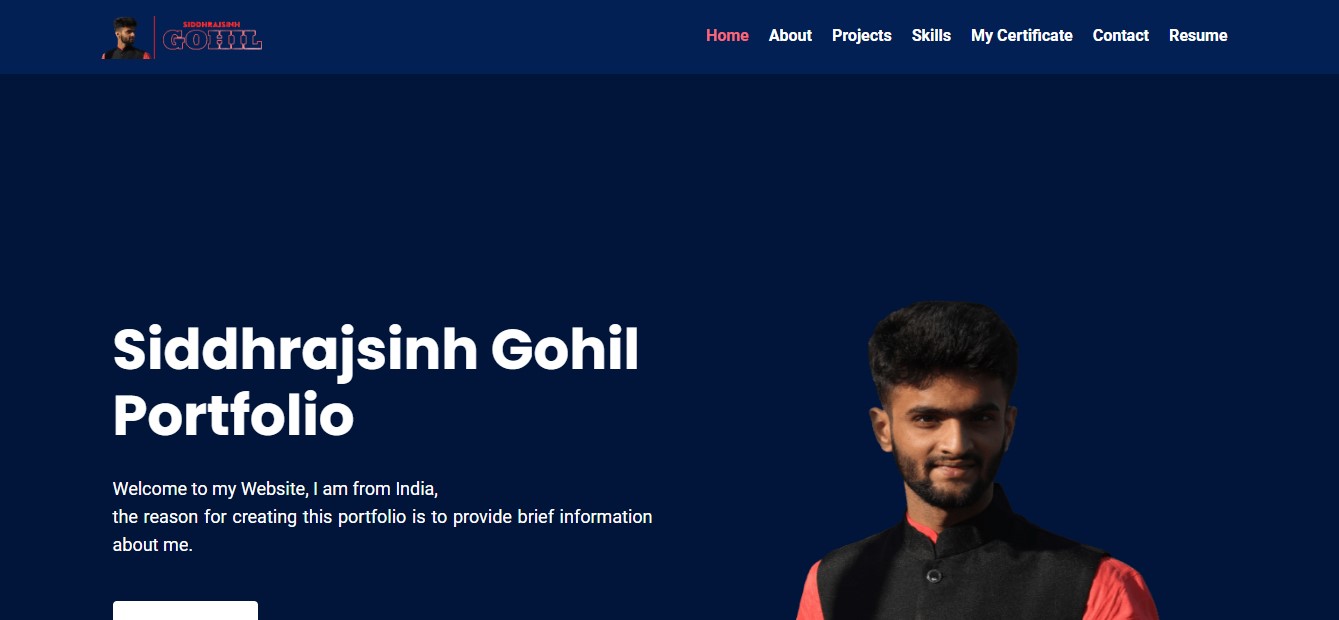 SIDDHRAJSINH
GOHIL
Home About Projects Skills My Certificate Contact Resume
Siddhrajsinh Gohil
Portfolio
Welcome to my Website, I am from India,
the reason for creating this portfolio is to provide brief information
about me.